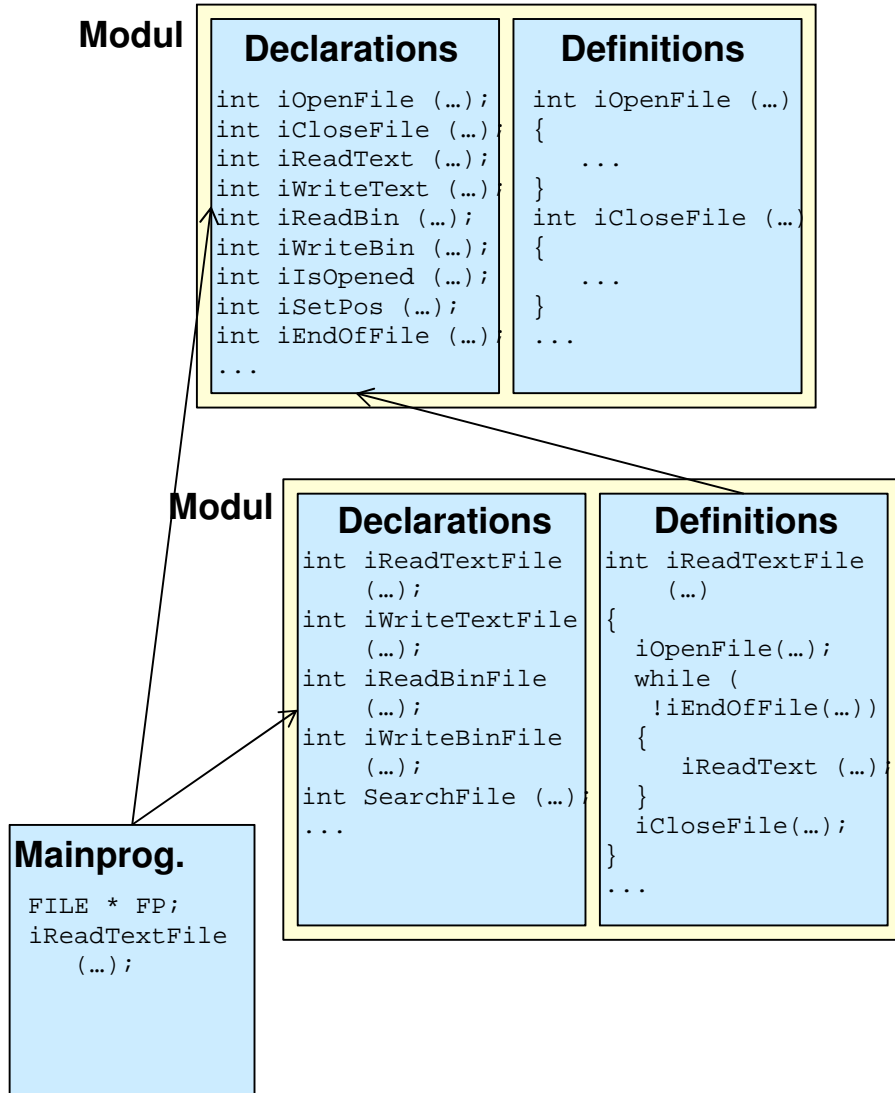 Modul
Declarations
int iOpenFile (…);
int iCloseFile (…);
int iReadText (…);
int iWriteText (…);
int iReadBin (…);
int iWriteBin (…);
int iIsOpened (…);
int iSetPos (…);
int iEndOfFile (…);
...
Definitions
int iOpenFile (…)
{
...
}
int iCloseFile (…)
{
...
}
...
Modul
Declarations
int iReadTextFile
(…);
int iWriteTextFile
(…);
int iReadBinFile
(…);
int iWriteBinFile
(…);
int SearchFile (…);
...
Definitions
int iReadTextFile
(…)
{
iOpenFile(…);
while (
!iEndOfFile(…))
{
iReadText (…);
}
iCloseFile(…);
}
...
Mainprog.
FILE * FP;
iReadTextFile
(…);